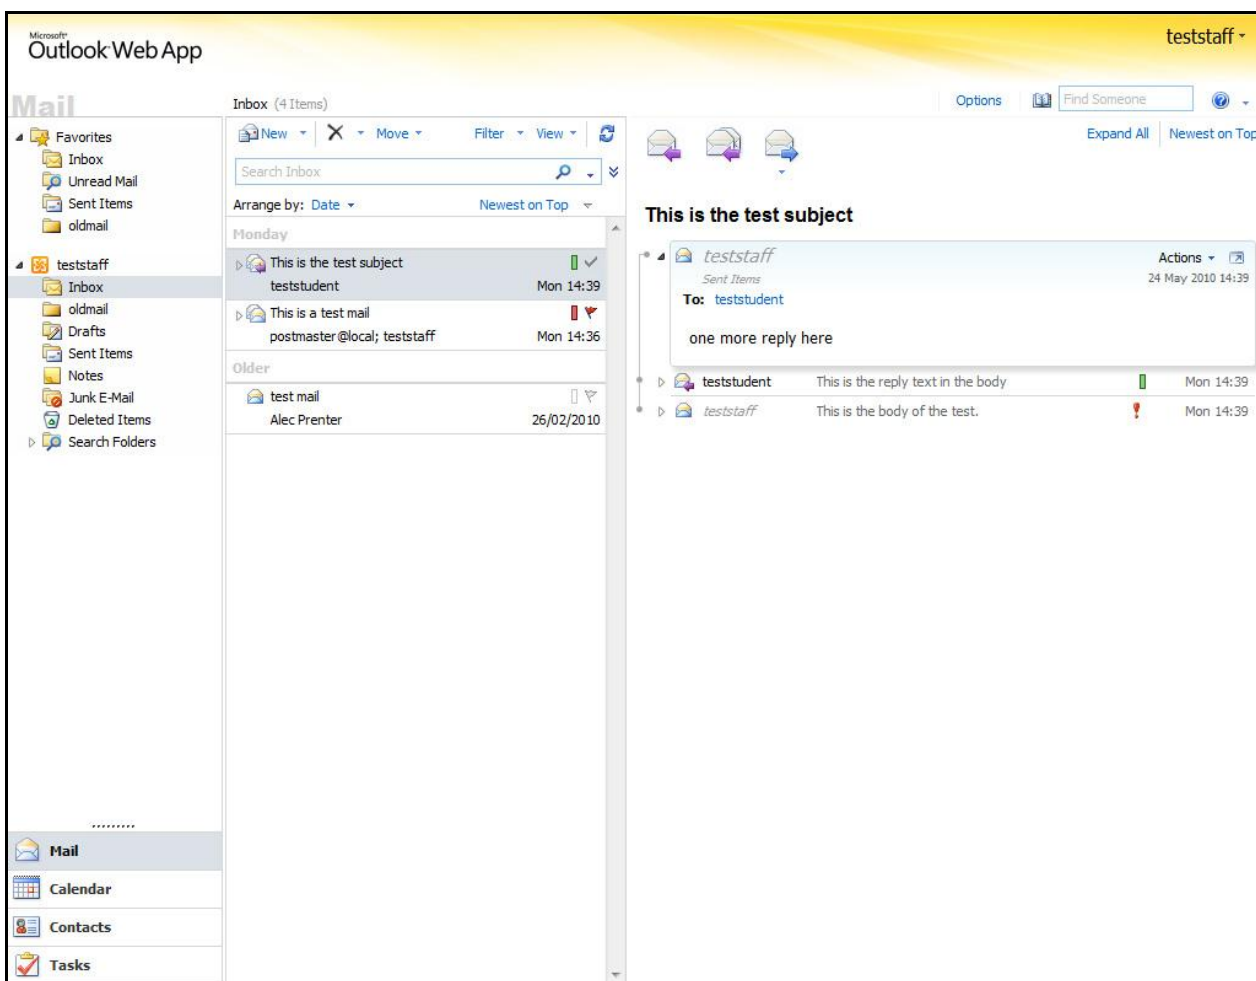 Microsoft
Outlook Web App
teststaff
Mail
Inbox (4 Items)
Options
Find Someone
Favorites
Inbox
Unread Mail
Sent Items
oldmail
teststaff
Inbox
oldmail
Drafts
Sent Items
Notes
Junk E-Mail
Deleted Items
Search Folders
Mail
Calendar
Contacts
Tasks
New Move Filter View
Search Inbox
Arrange by: Date Newest on Top
Monday
This is the test subject
teststudent Mon 14:39
This is a test mail
postmaster@local; teststaff Mon 14:36
Older
test mail
Alec Prenter 26/02/2010
Expand All Newest on Top
This is the test subject
teststaff Actions
Sent Items 24 May 2010 14:39
To: teststudent
one more reply here
teststudent This is the reply text in the body Mon 14:39
teststaff This is the body of the test. Mon 14:39